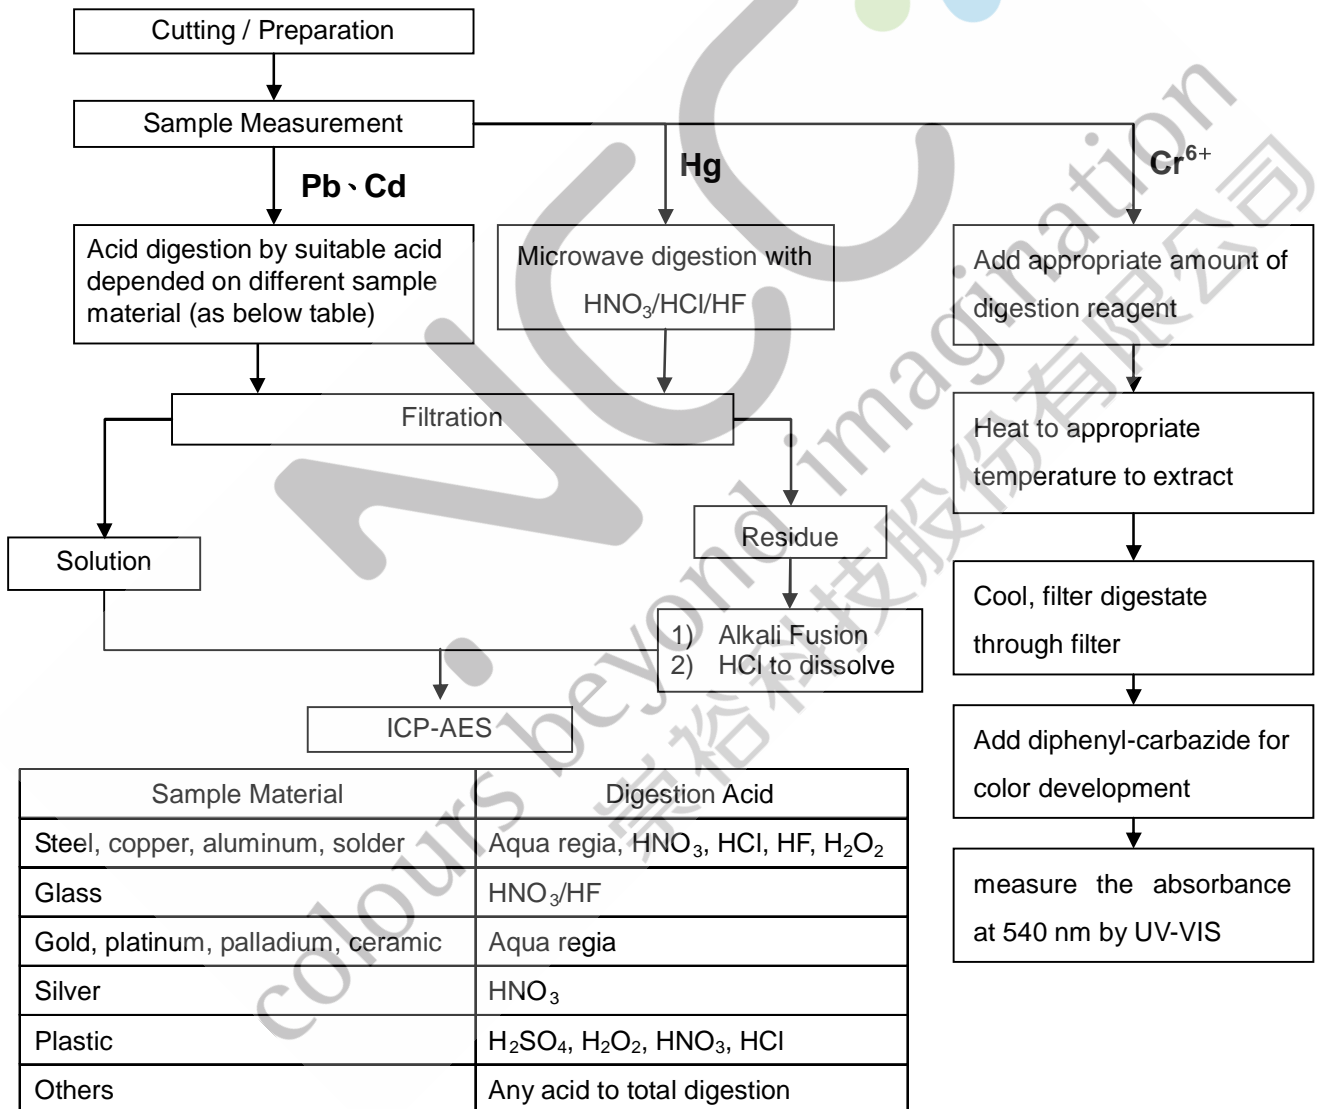 Cutting / Preparation
Sample Measurement
Pb、Cd
Hg
Cr⁶⁺
Acid digestion by suitable acid
depended on different sample
material (as below table)
Microwave digestion with
HNO₃/HCl/HF
Add appropriate amount of
digestion reagent
Filtration
Heat to appropriate
temperature to extract
Solution
Residue
1) Alkali Fusion
2) HCl to dissolve
Cool, filter digestate
through filter
ICP-AES
Add diphenyl-carbazide for
color development
measure the absorbance
at 540 nm by UV-VIS
Sample Material Digestion Acid
Steel, copper, aluminum, solder Aqua regia, HNO₃, HCl, HF, H₂O₂
Glass HNO₃/HF
Gold, platinum, palladium, ceramic Aqua regia
Silver HNO₃
Plastic H₂SO₄, H₂O₂, HNO₃, HCl
Others Any acid to total digestion
NCC
colours beyond imagination
崇裕科技股份有限公司